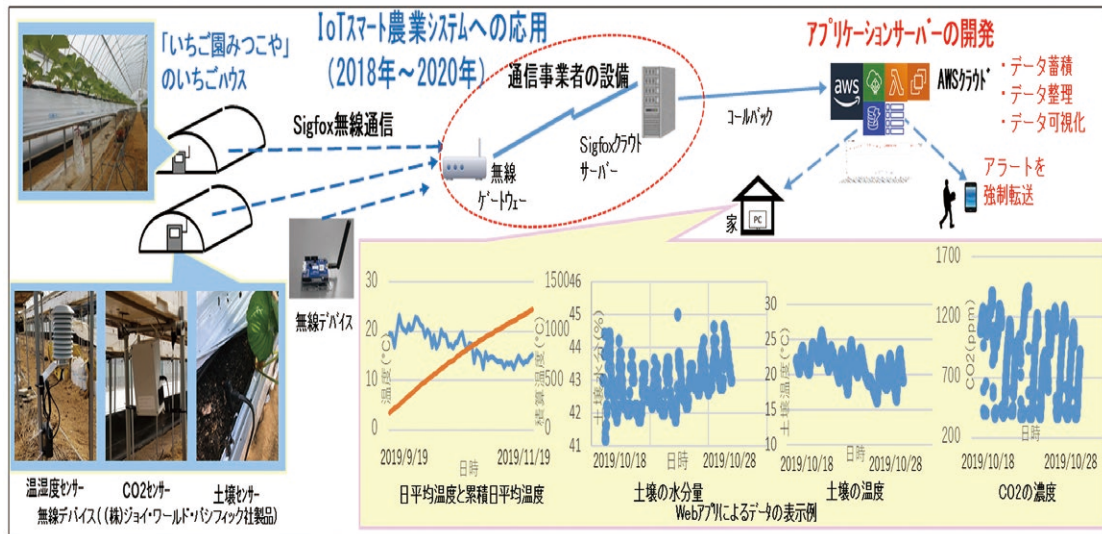 「いちご園みつこや」
のいちごハウス
IoTスマート農業システムへの応用
(2018年~2020年)
アプリケーションサーバーの開発
通信事業者の設備
Sigfox無線通信
無線
ゲートウェー
Sigfoxクラウト
サーバー
コールバック
aws
AWSクラウド
・データ蓄積
・データ整理
・データ可視化
アラートを
強制転送
家
PC
無線デバイス
温湿度センサー
CO2センサー
土壌センサー
無線デバイス((株)ジョイ・ワールド・パシフィック社製品)
温度(°C)
30
20
10
0
積算温度(°C)
1500
1000
500
0
2019/9/19
2019/11/19
日時
日平均温度と累積日平均温度
土壌水分(%)
46
45
44
43
42
41
2019/10/18
2019/10/28
日時
土壌の水分量
土壌温度(°C)
30
25
20
15
10
2019/10/18
2019/10/28
日時
土壌の温度
CO2(ppm)
1700
1200
700
200
2019/10/18
2019/10/28
日時
CO2の濃度
Webアプリによるデータの表示例